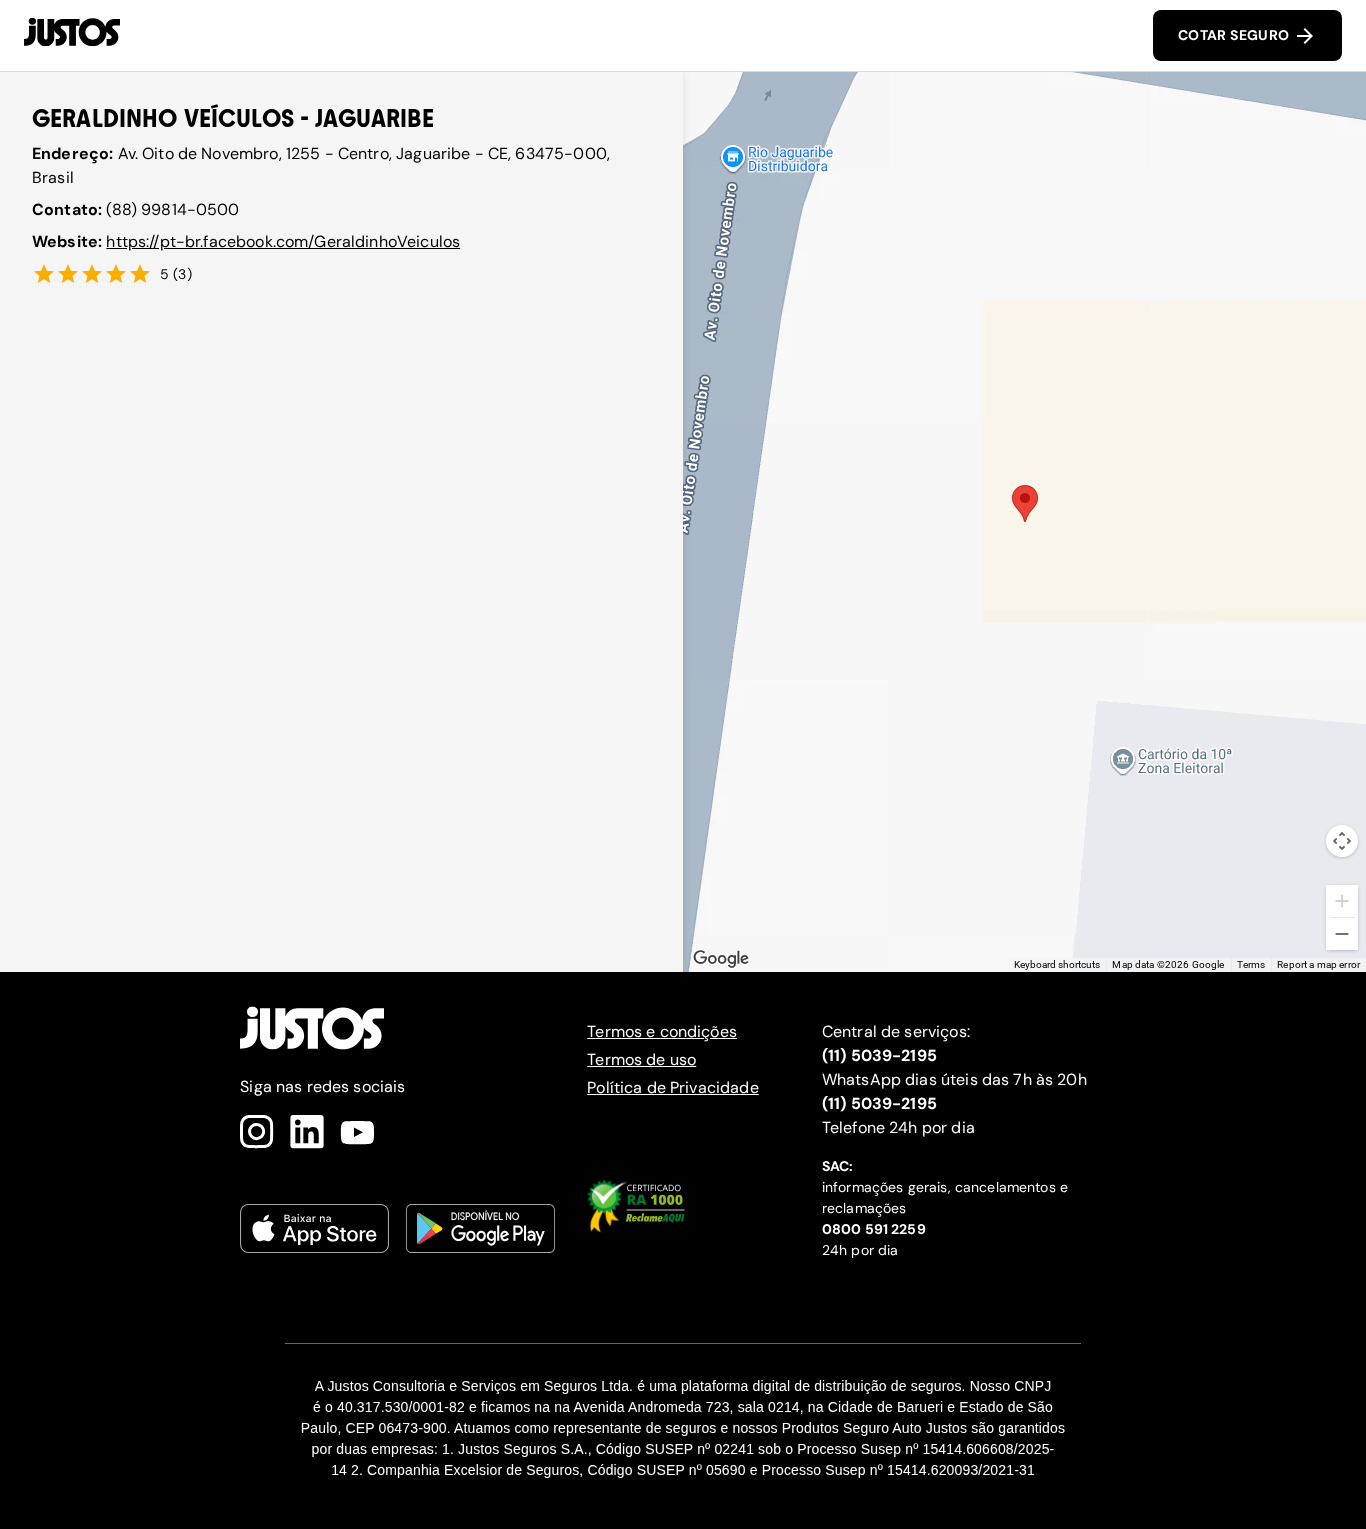 JUSTOS
COTAR SEGURO
GERALDINHO VEÍCULOS - JAGUARIBE
Endereço: Av. Oito de Novembro, 1255 - Centro, Jaguaribe - CE, 63475-000,
Brasil
Contato: (88) 99814-0500
Website: https://pt-br.facebook.com/GeraldinhoVeiculos
5 (3)
Rio Jaguaribe
Distribuidora
Av. Oito de Novembro
Av. Oito de Novembro
Cartório da 10ª
Zona Eleitoral
Google
Keyboard shortcuts
Map data ©2026 Google
Terms
Report a map error
JUSTOS
Siga nas redes sociais
Baixar na
App Store
DISPONÍVEL NO
Google Play
Termos e condições
Termos de uso
Política de Privacidade
CERTIFICADO
RA 1000
ReclameAQUI
Central de serviços:
(11) 5039-2195
WhatsApp dias úteis das 7h às 20h
(11) 5039-2195
Telefone 24h por dia
SAC:
informações gerais, cancelamentos e
reclamações
0800 591 2259
24h por dia
A Justos Consultoria e Serviços em Seguros Ltda. é uma plataforma digital de distribuição de seguros. Nosso CNPJ
é o 40.317.530/0001-82 e ficamos na na Avenida Andromeda 723, sala 0214, na Cidade de Barueri e Estado de São
Paulo, CEP 06473-900. Atuamos como representante de seguros e nossos Produtos Seguro Auto Justos são garantidos
por duas empresas: 1. Justos Seguros S.A., Código SUSEP nº 02241 sob o Processo Susep nº 15414.606608/2025-
14 2. Companhia Excelsior de Seguros, Código SUSEP nº 05690 e Processo Susep nº 15414.620093/2021-31